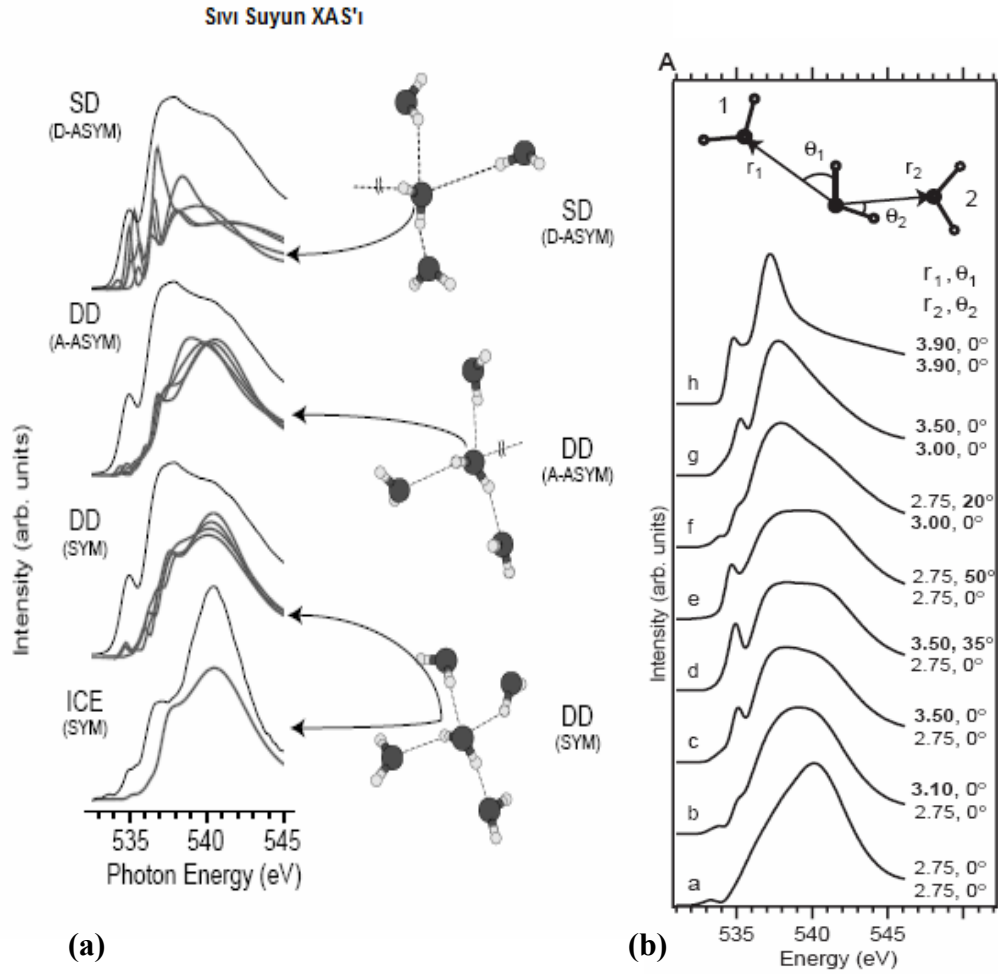 Sıvı Suyun XAS'ı
SD
(D-ASYM)
SD
(D-ASYM)
DD
(A-ASYM)
DD
(A-ASYM)
DD
(SYM)
ICE
(SYM)
DD
(SYM)
Intensity (arb. units)
535 540 545
Photon Energy (eV)
(a)
A
1
θ1
r1
r2
2
θ2
r1,θ1
r2,θ2
3.90, 0°
3.90, 0°
h
3.50, 0°
3.00, 0°
g
2.75, 20°
3.00, 0°
f
2.75, 50°
2.75, 0°
e
3.50, 35°
2.75, 0°
d
3.50, 0°
2.75, 0°
c
3.10, 0°
2.75, 0°
b
2.75, 0°
2.75, 0°
a
Intensity (arb. units)
535 540 545
Energy (eV)
(b)